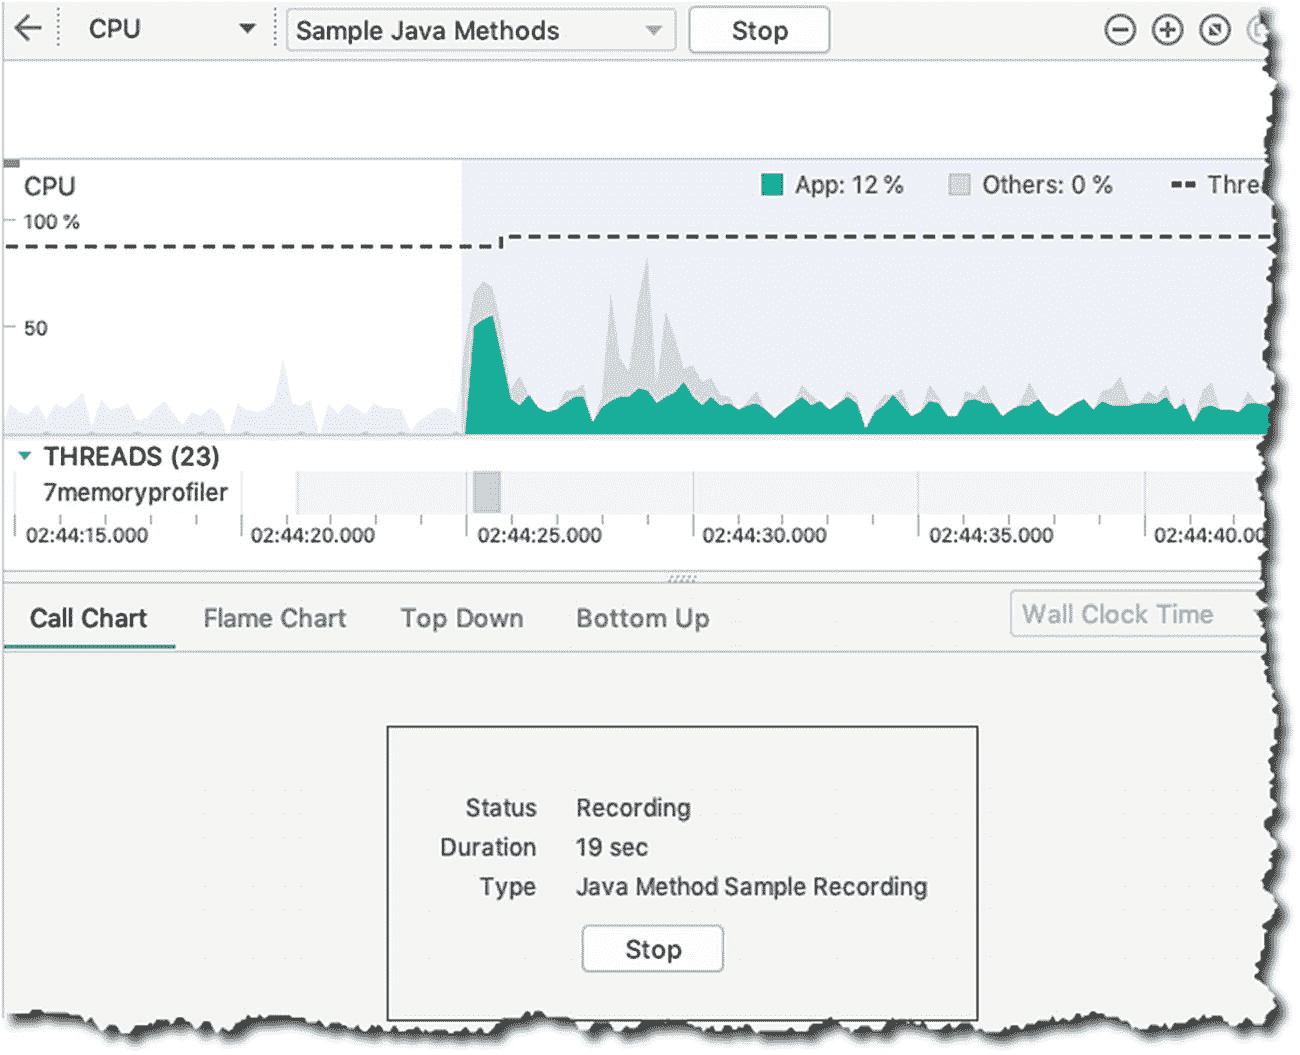 CPU Sample Java Methods Stop
CPU App: 12 % Others: 0 %
100 %
50
THREADS (23)
7memoryprofiler
02:44:15.000 02:44:20.000 02:44:25.000 02:44:30.000 02:44:35.000 02:44:40.00
Call Chart Flame Chart Top Down Bottom Up Wall Clock Time
Status Recording
Duration 19 sec
Type Java Method Sample Recording
Stop